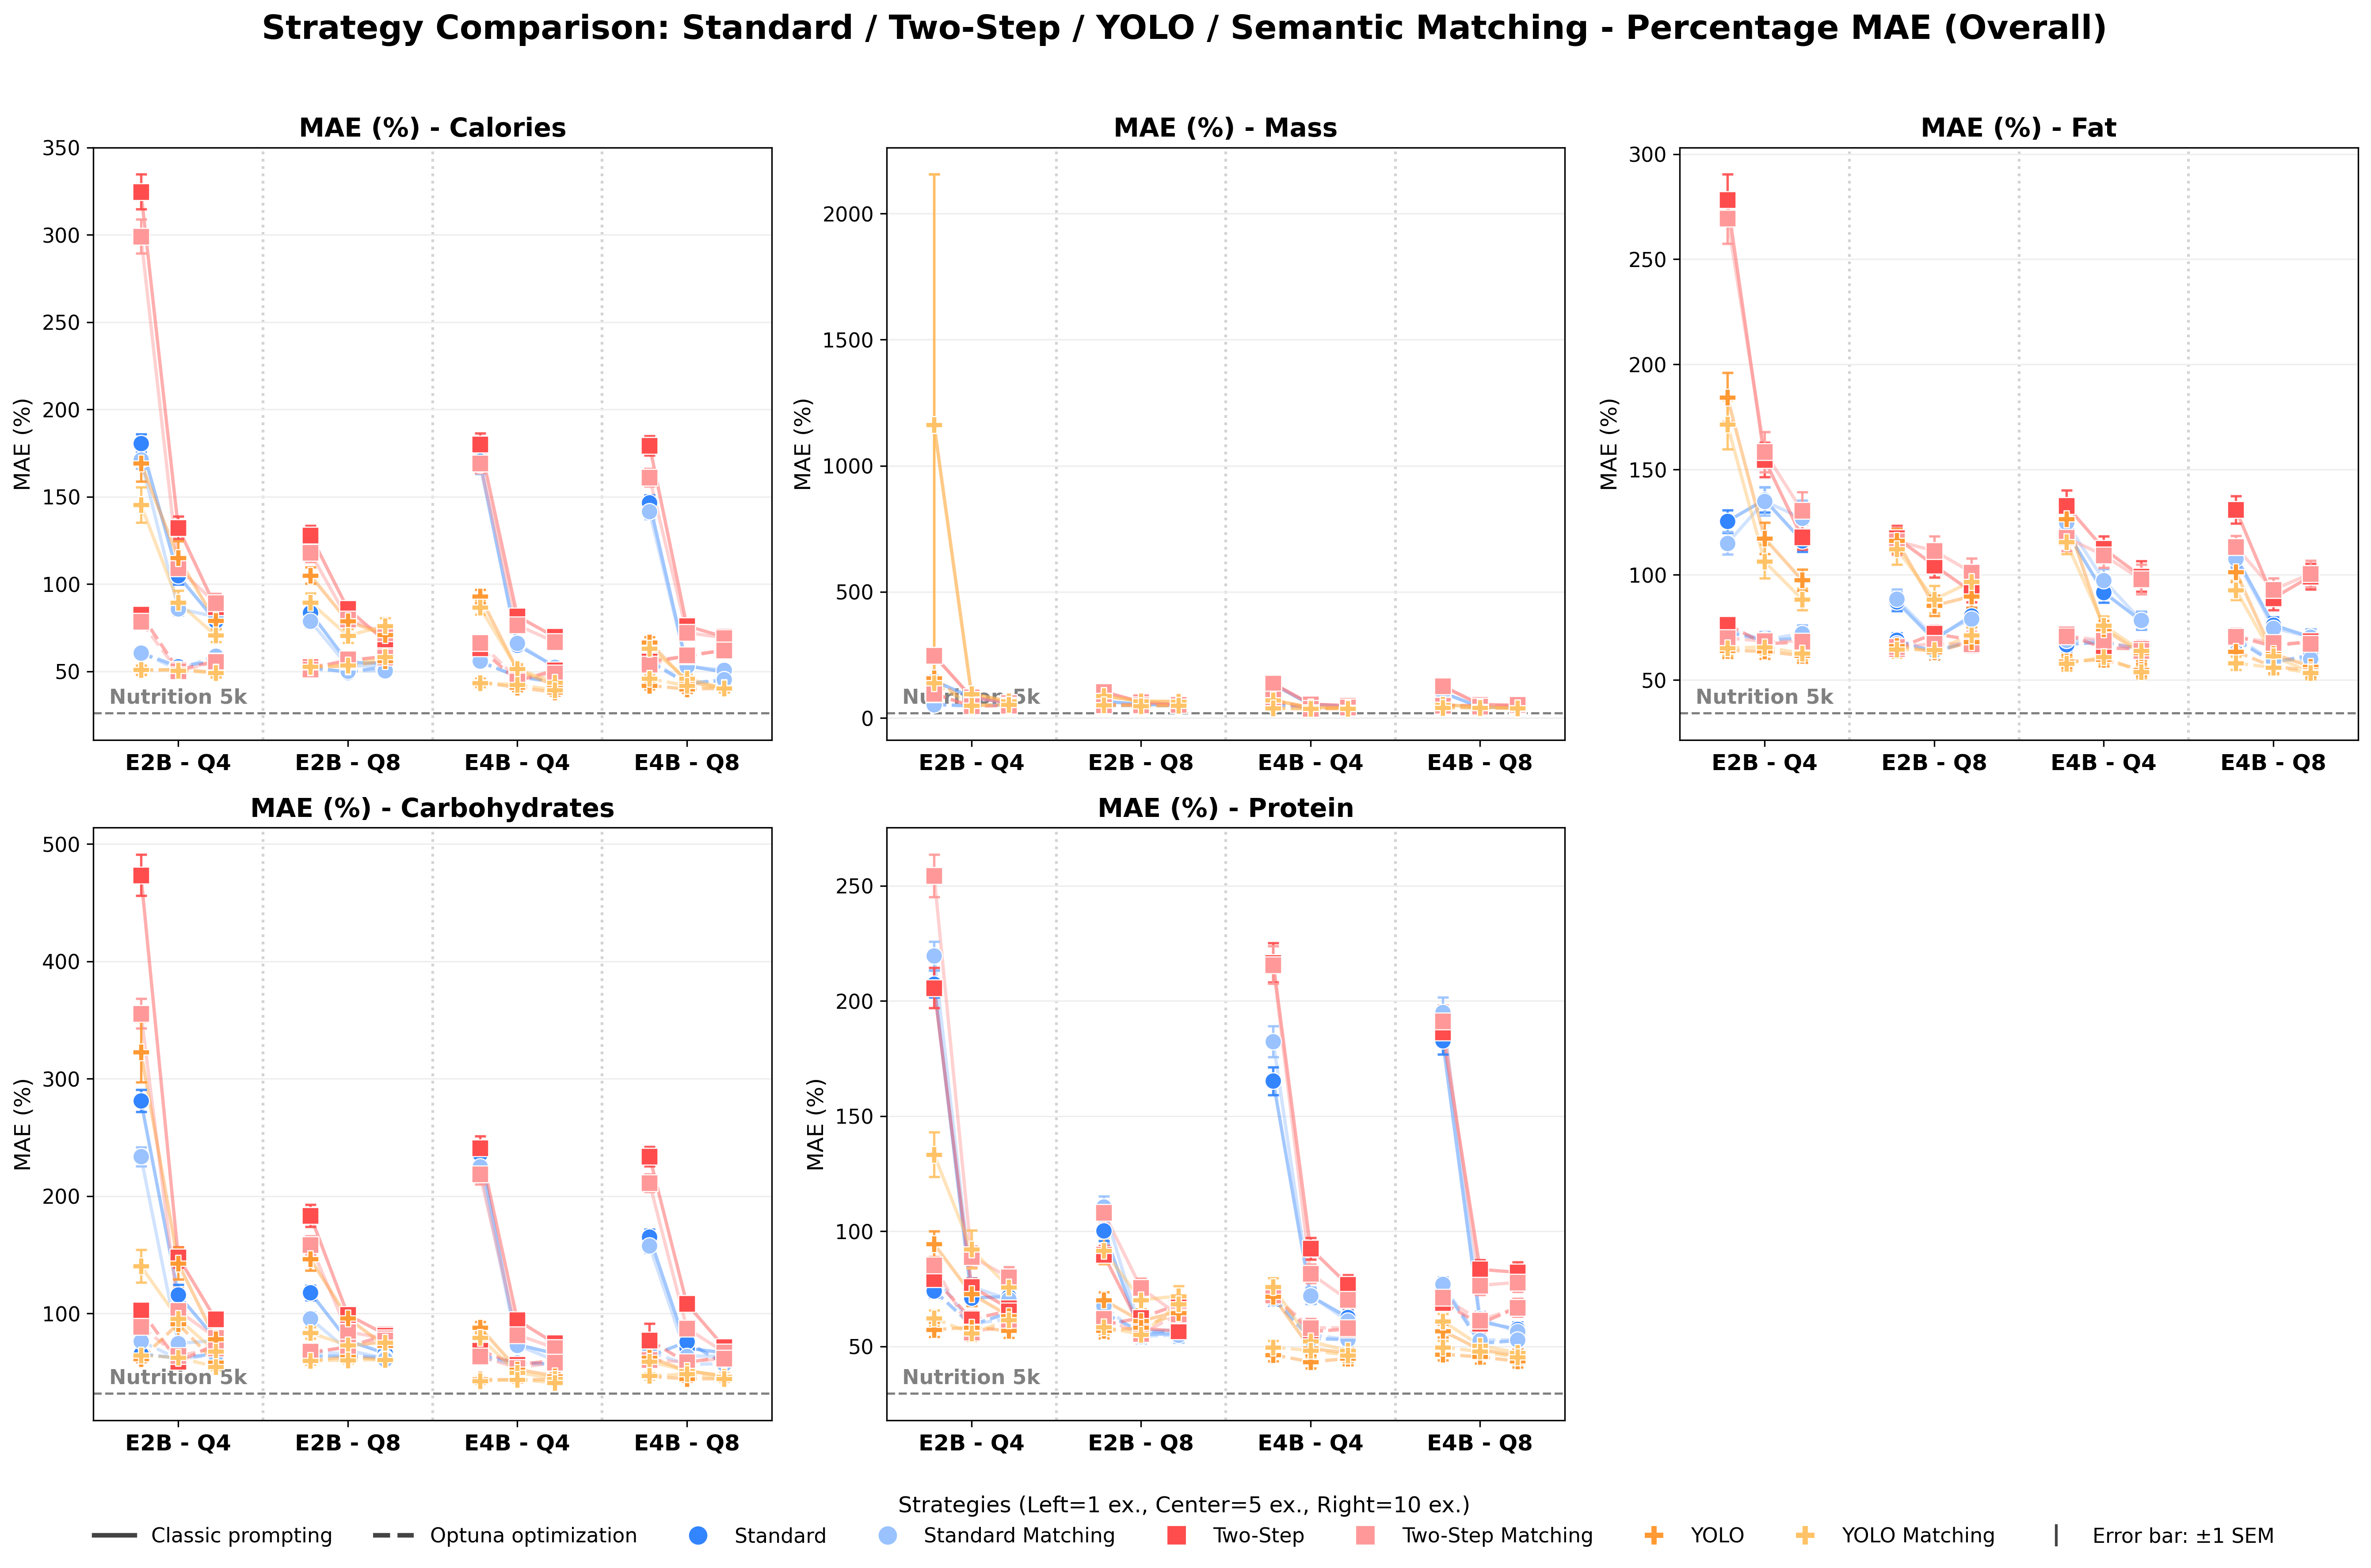 Strategy Comparison: Standard / Two-Step / YOLO / Semantic Matching - Percentage MAE (Overall)
MAE (%) - Calories
MAE (%)
350
300
250
200
150
100
50
Nutrition 5k
E2B - Q4
E2B - Q8
E4B - Q4
E4B - Q8
MAE (%) - Mass
MAE (%)
2000
1500
1000
500
0
Nutrition 5k
E2B - Q4
E2B - Q8
E4B - Q4
E4B - Q8
MAE (%) - Fat
MAE (%)
300
250
200
150
100
50
Nutrition 5k
E2B - Q4
E2B - Q8
E4B - Q4
E4B - Q8
MAE (%) - Carbohydrates
MAE (%)
500
400
300
200
100
Nutrition 5k
E2B - Q4
E2B - Q8
E4B - Q4
E4B - Q8
MAE (%) - Protein
MAE (%)
250
200
150
100
50
Nutrition 5k
E2B - Q4
E2B - Q8
E4B - Q4
E4B - Q8
Strategies (Left=1 ex., Center=5 ex., Right=10 ex.)
Classic prompting
Optuna optimization
Standard
Standard Matching
Two-Step
Two-Step Matching
YOLO
YOLO Matching
Error bar: ±1 SEM